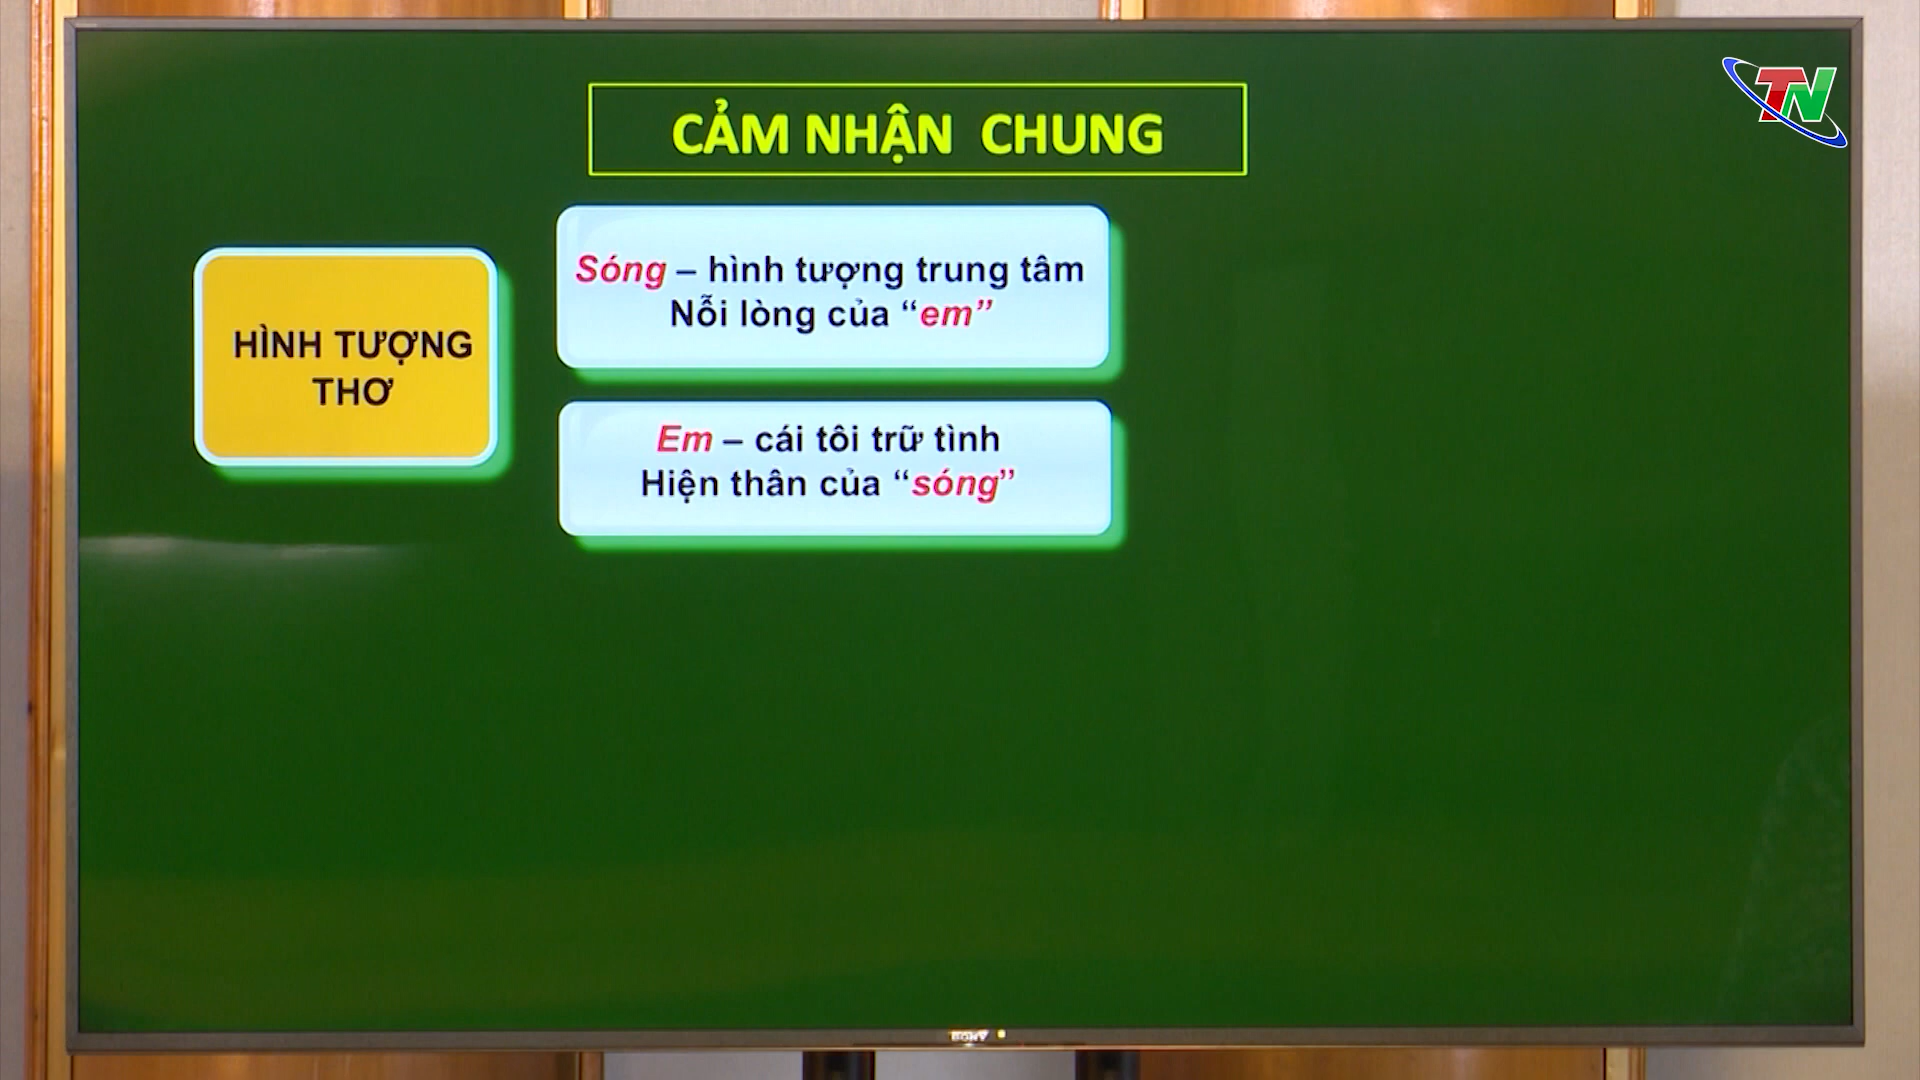 CẢM NHẬN CHUNG
TN
Sóng – hình tượng trung tâm
Nỗi lòng của “em”
HÌNH TƯỢNG
THƠ
Em – cái tôi trữ tình
Hiện thân của “sóng”
SONY